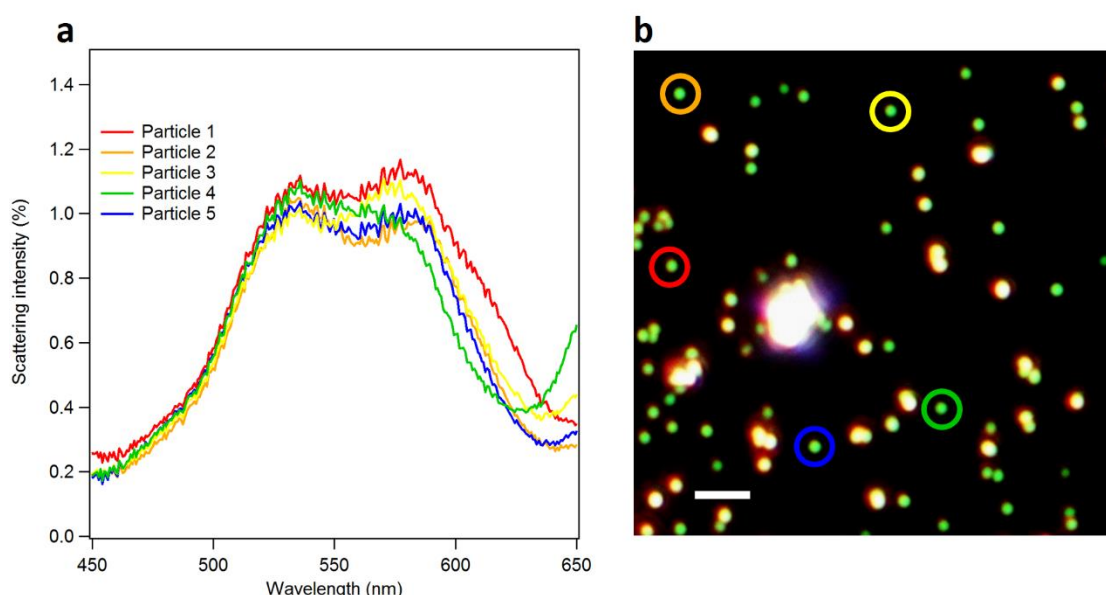 a
b
Scattering intensity (%)
1.4
1.2
1.0
0.8
0.6
0.4
0.2
0.0
Particle 1
Particle 2
Particle 3
Particle 4
Particle 5
450
500
550
600
650
Wavelength (nm)